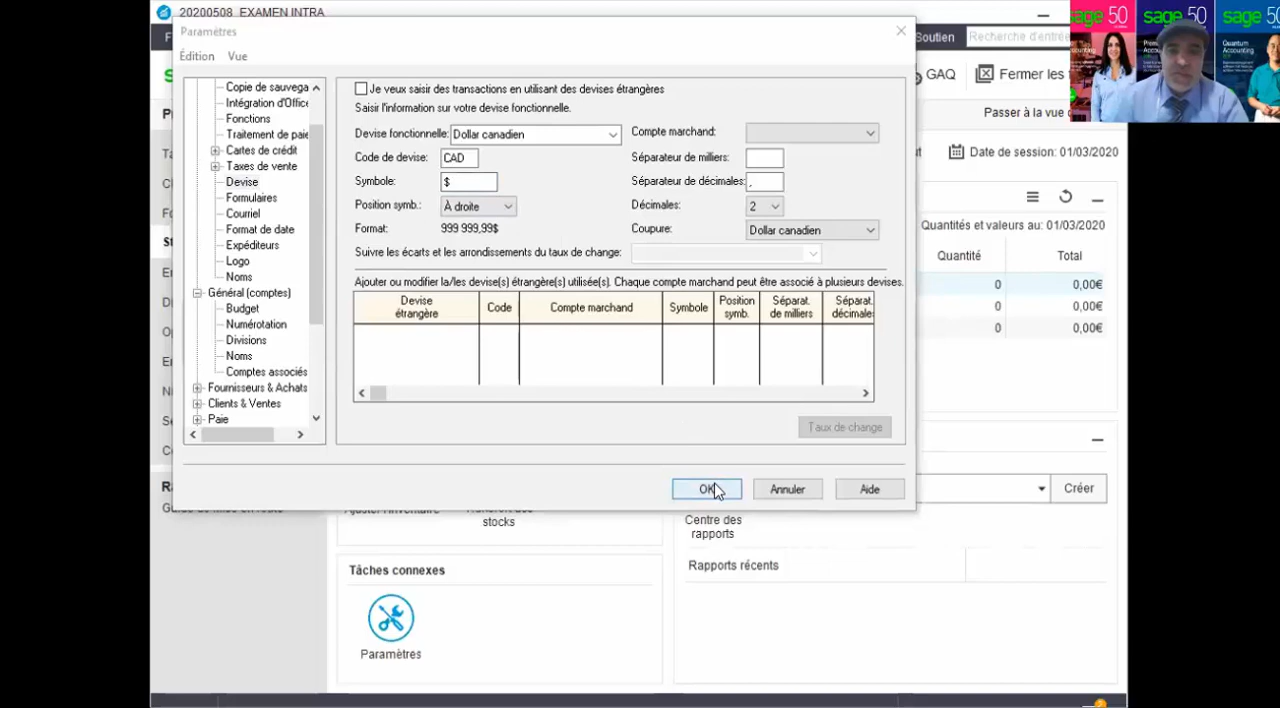 20200508 EXAMEN INTRA
Paramètres
Édition Vue
Soutien
Recherche d'entrée
GAQ
Fermer les
Passer à la vue
Date de session: 01/03/2020
Copie de sauvega
Intégration d'Office
Fonctions
Traitement de paie
Cartes de crédit
Taxes de vente
Devise
Formulaires
Courriel
Format de date
Expéditeurs
Logo
Noms
Général (comptes)
Budget
Numérotation
Divisions
Noms
Comptes associés
Fournisseurs & Achats
Clients & Ventes
Paie
Je veux saisir des transactions en utilisant des devises étrangères
Saisir l'information sur votre devise fonctionnelle.
Devise fonctionnelle: Dollar canadien
Compte marchand:
Code de devise: CAD
Séparateur de milliers:
Symbole: $
Séparateur de décimales: ,
Position symb.: À droite
Décimales: 2
Format: 999 999,99$
Coupure: Dollar canadien
Suivre les écarts et les arrondissements du taux de change:
Ajouter ou modifier la/les devise(s) étrangère(s) utilisée(s). Chaque compte marchand peut être associé à plusieurs devises.
Devise étrangère
Code
Compte marchand
Symbole
Position symb.
Séparat. de milliers
Séparat. décimales
Taux de change
OK Annuler Aide
Quantités et valeurs au: 01/03/2020
Quantité Total
0 0,00€
0 0,00€
0 0,00€
Créer
Ajuster l'inventaire
stocks
Centre des
rapports
Rapports récents
Tâches connexes
Paramètres
sage 50
sage 50
sage 50
Quantum
Accounting